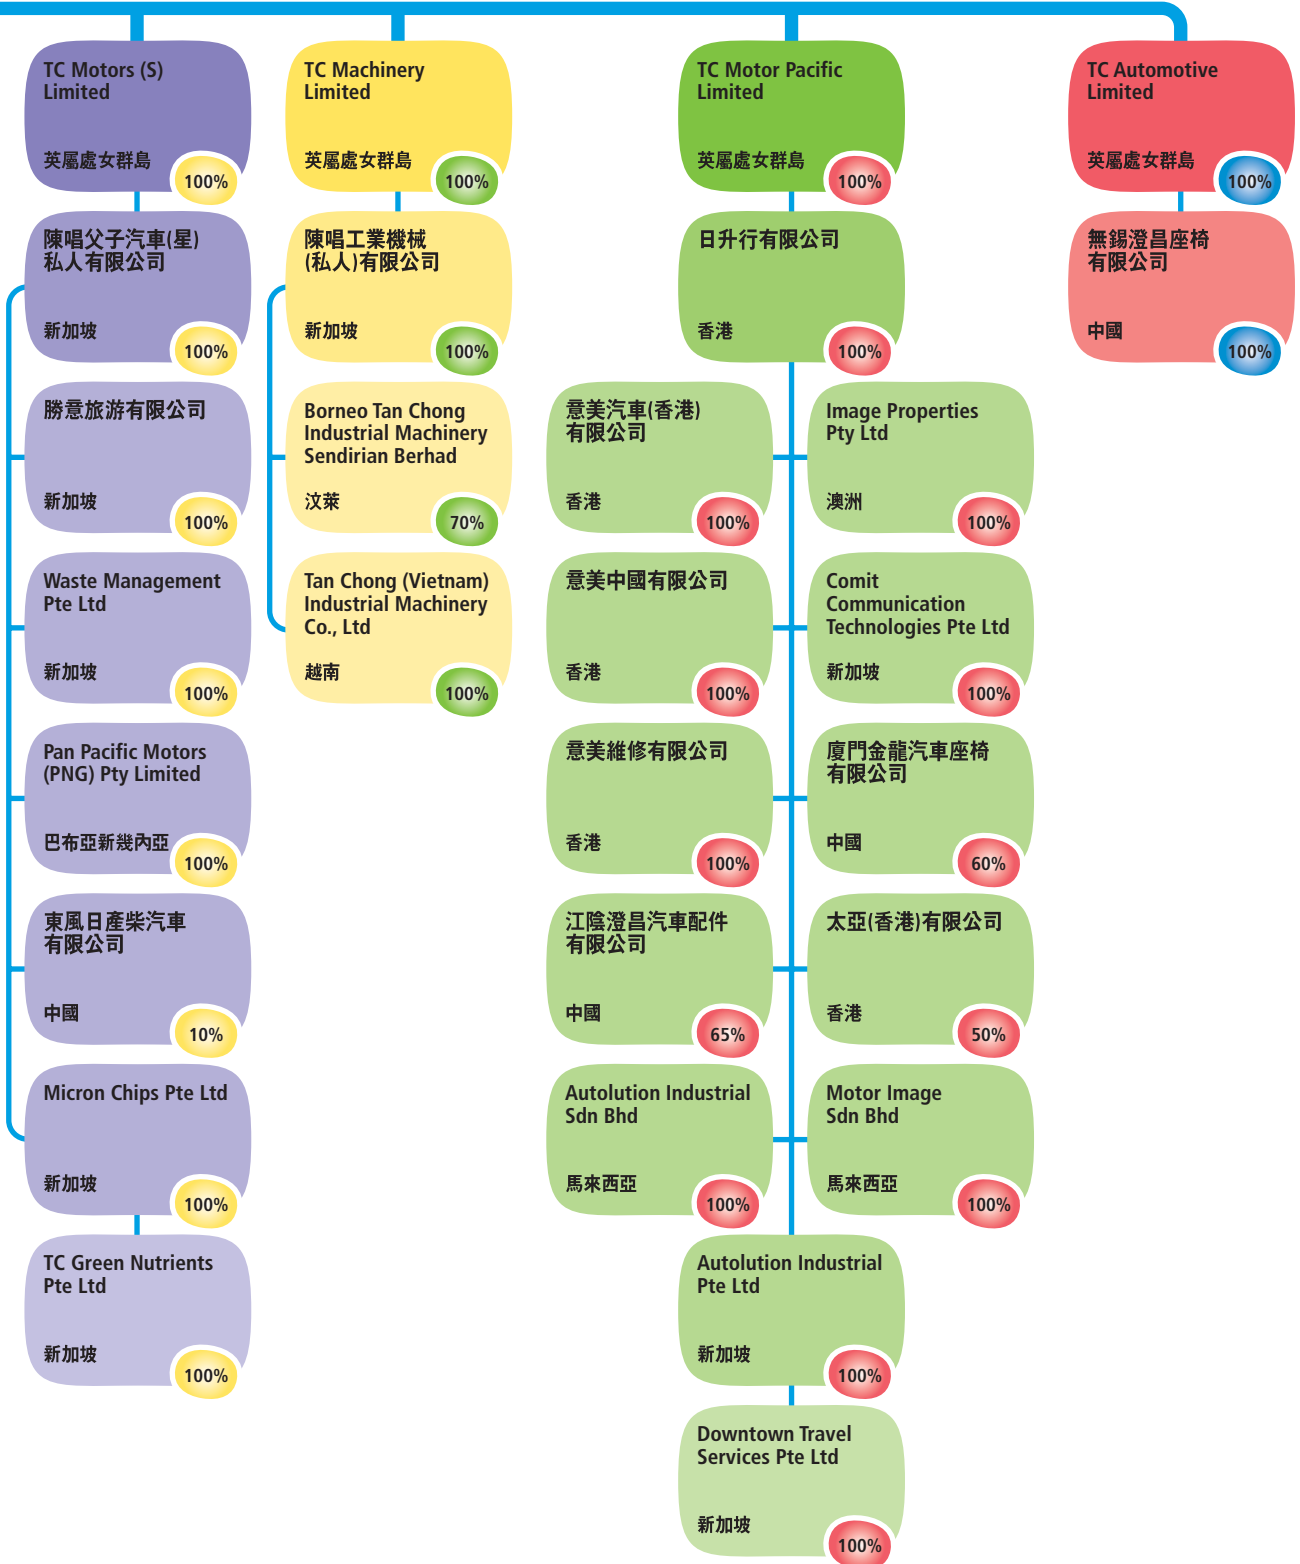 TC Motors (S)
Limited
英屬處女群島
100%
陳唱父子汽車(星)
私人有限公司
新加坡
100%
勝意旅游有限公司
新加坡
100%
Waste Management
Pte Ltd
新加坡
100%
Pan Pacific Motors
(PNG) Pty Limited
巴布亞新幾內亞
100%
東風日產柴汽車
有限公司
中國
10%
Micron Chips Pte Ltd
新加坡
100%
TC Green Nutrients
Pte Ltd
新加坡
100%
TC Machinery
Limited
英屬處女群島
100%
陳唱工業機械
(私人)有限公司
新加坡
100%
Borneo Tan Chong
Industrial Machinery
Sendirian Berhad
汶萊
70%
Tan Chong (Vietnam)
Industrial Machinery
Co., Ltd
越南
100%
TC Motor Pacific
Limited
英屬處女群島
100%
日升行有限公司
香港
100%
意美汽車(香港)
有限公司
香港
100%
Image Properties
Pty Ltd
澳洲
100%
意美中國有限公司
香港
100%
Comit
Communication
Technologies Pte Ltd
新加坡
100%
意美維修有限公司
香港
100%
廈門金龍汽車座椅
有限公司
中國
60%
江陰澄昌汽車配件
有限公司
中國
65%
太亞(香港)有限公司
香港
50%
Autolution Industrial
Sdn Bhd
馬來西亞
100%
Motor Image
Sdn Bhd
馬來西亞
100%
Autolution Industrial
Pte Ltd
新加坡
100%
Downtown Travel
Services Pte Ltd
新加坡
100%
TC Automotive
Limited
英屬處女群島
100%
無錫澄昌座椅
有限公司
中國
100%